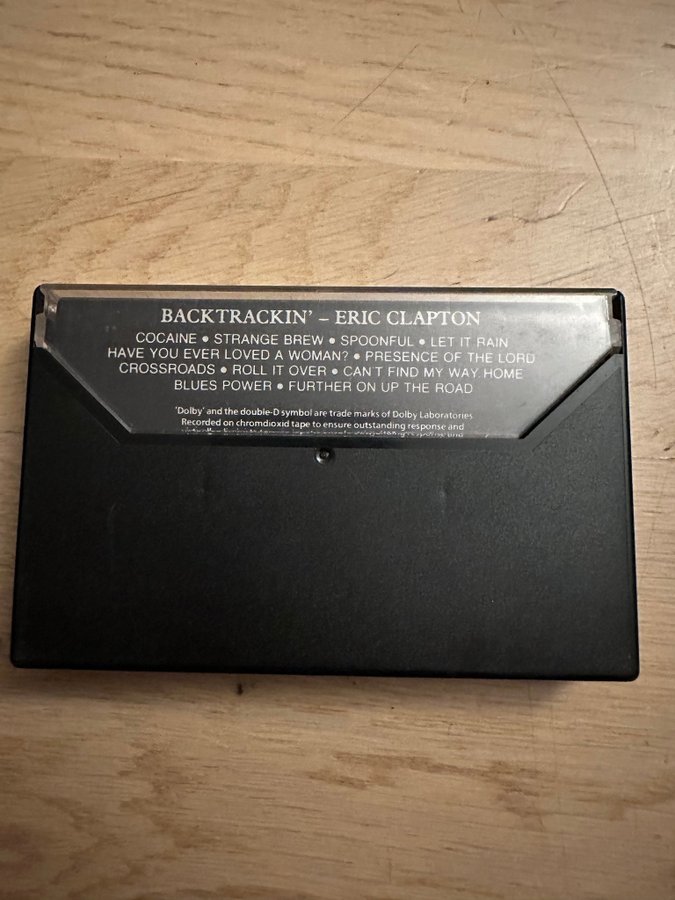 BACKTRACKIN' – ERIC CLAPTON
COCAINE • STRANGE BREW • SPOONFUL • LET IT RAIN
HAVE YOU EVER LOVED A WOMAN? • PRESENCE OF THE LORD
CROSSROADS • ROLL IT OVER • CAN'T FIND MY WAY HOME
BLUES POWER • FURTHER ON UP THE ROAD
'Dolby' and the double-D symbol are trade marks of Dolby Laboratories
Recorded on chromdioxid tape to ensure outstanding response and